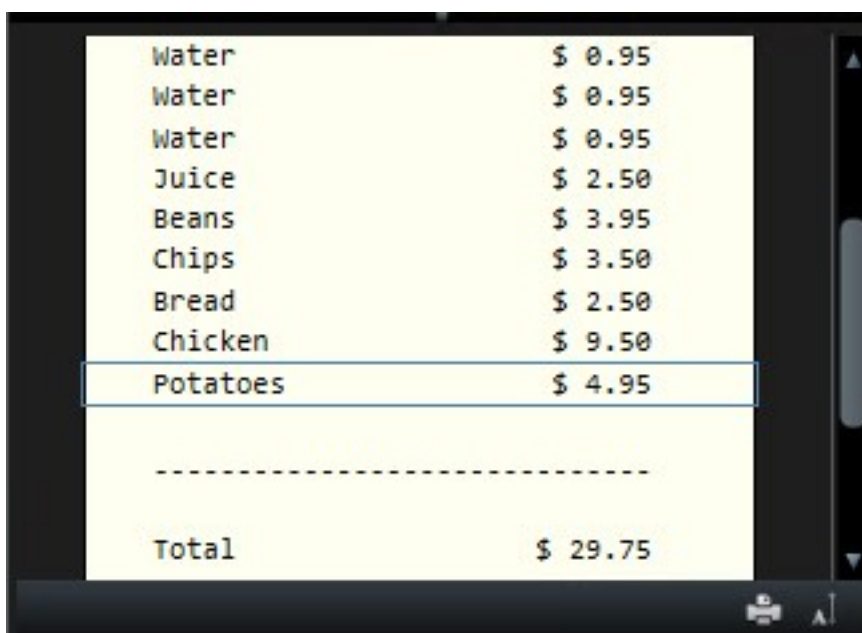 Water $ 0.95
Water $ 0.95
Water $ 0.95
Juice $ 2.50
Beans $ 3.95
Chips $ 3.50
Bread $ 2.50
Chicken $ 9.50
Potatoes $ 4.95
------------------------------
Total $ 29.75
A